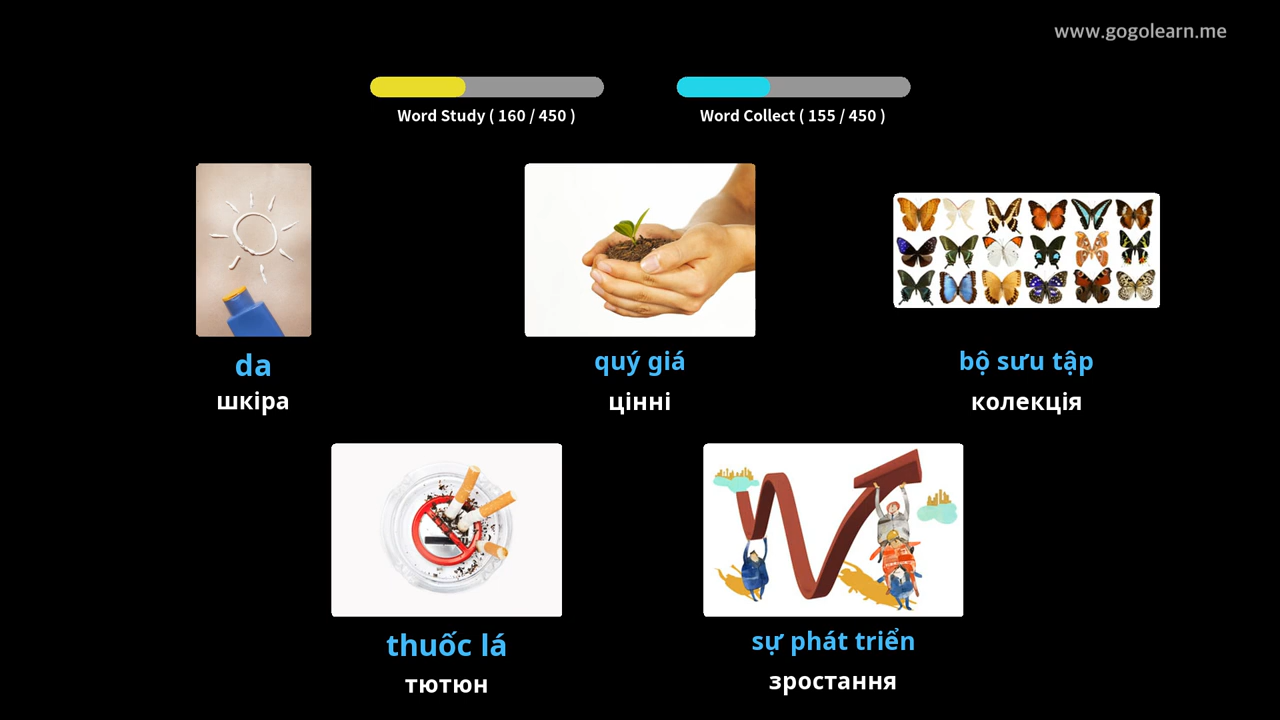 www.gogolearn.me
Word Study ( 160 / 450 )
Word Collect ( 155 / 450 )
da
шкіра
quý giá
цінні
bộ sưu tập
колекція
thuốc lá
тютюн
sự phát triển
зростання